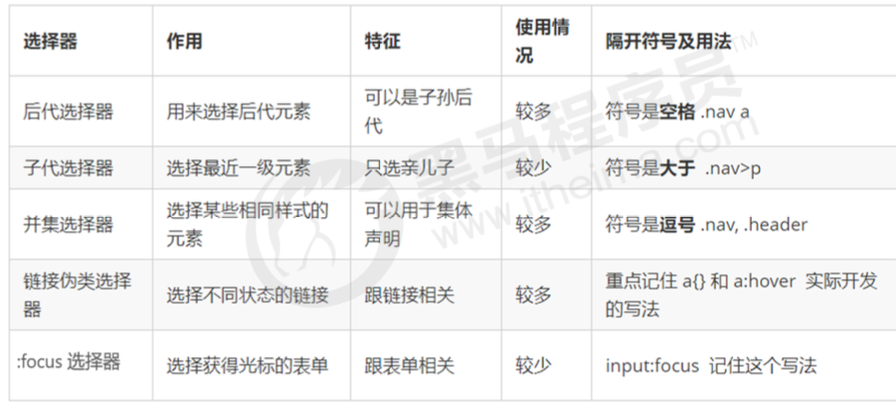 选择器 作用 特征 使用情况 隔开符号及用法
后代选择器 用来选择后代元素 可以是子孙后代 较多 符号是空格 .nav a
子代选择器 选择最近一级元素 只选亲儿子 较少 符号是大于 .nav>p
并集选择器 选择某些相同样式的元素 可以用于集体声明 较多 符号是逗号 .nav, .header
链接伪类选择器 选择不同状态的链接 跟链接相关 较多 重点记住 a{} 和 a:hover 实际开发的写法
:focus 选择器 选择获得光标的表单 跟表单相关 较少 input:focus 记住这个写法
黑马程序员™
www.itheima.com